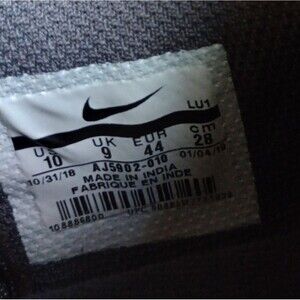 LU1
US UK EUR cm
10 9 44 28
10/31/18 AJ5902-010 01/04/19
MADE IN INDIA
FABRIQUE EN INDE